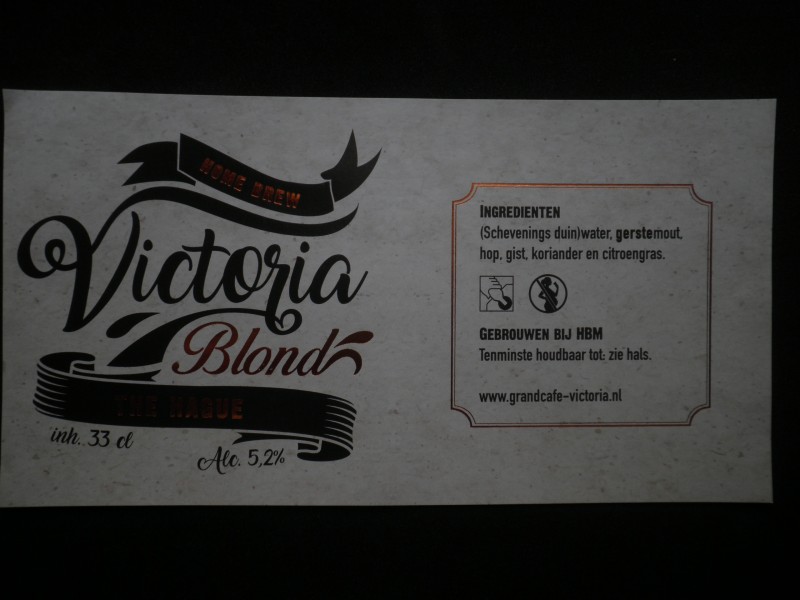 HOME BREW
Victoria
Blond
THE HAGUE
inh. 33 cl
Alc. 5,2%
INGREDIENTEN
(Schevenings duin)water, gerstemout,
hop, gist, koriander en citroengras.
GEBROUWEN BIJ HBM
Tenminste houdbaar tot: zie hals.
www.grandcafe-victoria.nl